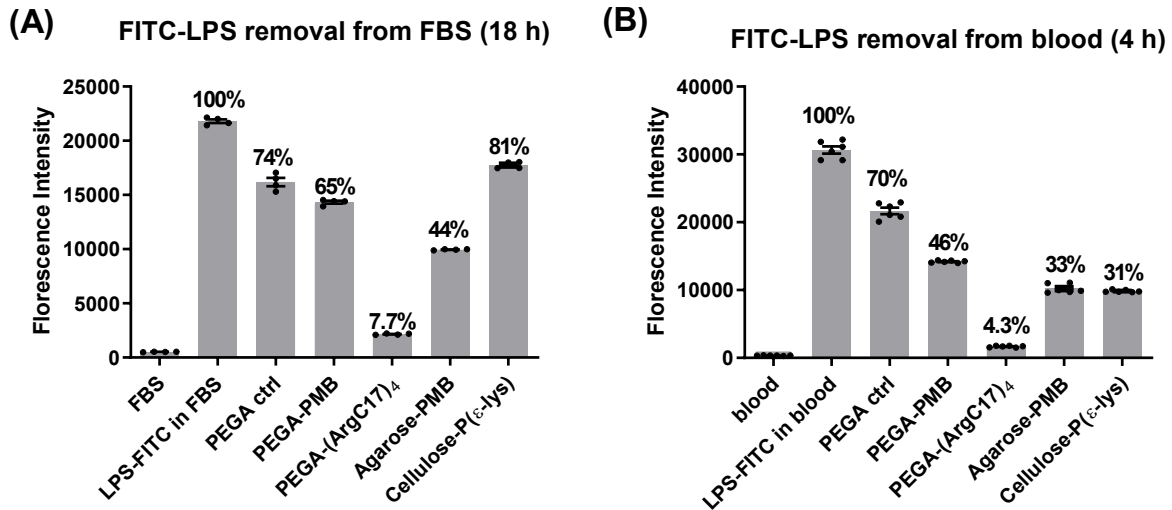 (A)
FITC-LPS removal from FBS (18 h)
Florescence Intensity
25000
20000
15000
10000
5000
0
100%
74%
65%
7.7%
44%
81%
FBS
LPS-FITC in FBS
PEGA ctrl
PEGA-PMB
PEGA-(ArgC17)₄
Agarose-PMB
Cellulose-P(ε-lys)
(B)
FITC-LPS removal from blood (4 h)
Florescence Intensity
40000
30000
20000
10000
0
100%
70%
46%
4.3%
33%
31%
blood
LPS-FITC in blood
PEGA ctrl
PEGA-PMB
PEGA-(ArgC17)₄
Agarose-PMB
Cellulose-P(ε-lys)